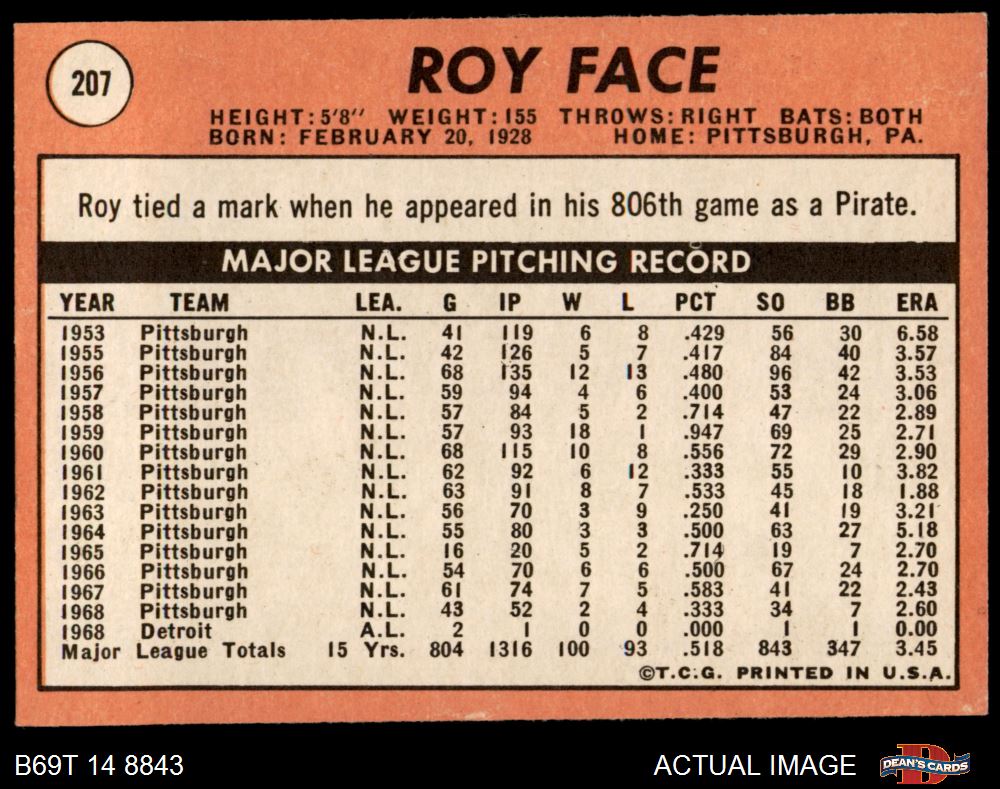 207
ROY FACE
HEIGHT: 5'8" WEIGHT: 155 THROWS: RIGHT BATS: BOTH
BORN: FEBRUARY 20, 1928 HOME: PITTSBURGH, PA.
Roy tied a mark when he appeared in his 806th game as a Pirate.
MAJOR LEAGUE PITCHING RECORD
YEAR TEAM LEA. G IP W L PCT SO BB ERA
1953 Pittsburgh N.L. 41 119 6 8 .429 56 30 6.58
1955 Pittsburgh N.L. 42 126 5 7 .417 84 40 3.57
1956 Pittsburgh N.L. 68 135 12 13 .480 96 42 3.53
1957 Pittsburgh N.L. 59 94 4 6 .400 53 24 3.06
1958 Pittsburgh N.L. 57 84 5 2 .714 47 22 2.89
1959 Pittsburgh N.L. 57 93 18 1 .947 69 25 2.71
1960 Pittsburgh N.L. 68 115 10 8 .556 72 29 2.90
1961 Pittsburgh N.L. 62 92 6 12 .333 55 10 3.82
1962 Pittsburgh N.L. 63 91 8 7 .533 45 18 1.88
1963 Pittsburgh N.L. 56 70 3 9 .250 41 19 3.21
1964 Pittsburgh N.L. 55 80 3 3 .500 63 27 5.18
1965 Pittsburgh N.L. 16 20 5 2 .714 19 7 2.70
1966 Pittsburgh N.L. 54 70 6 6 .500 67 24 2.70
1967 Pittsburgh N.L. 61 74 7 5 .583 41 22 2.43
1968 Pittsburgh N.L. 43 52 2 4 .333 34 7 2.60
1968 Detroit A.L. 2 1 0 0 .000 1 1 0.00
Major League Totals 15 Yrs. 804 1316 100 93 .518 843 347 3.45
©T.C.G. PRINTED IN U.S.A.
B69T 14 8843 ACTUAL IMAGE DEAN'S CARDS